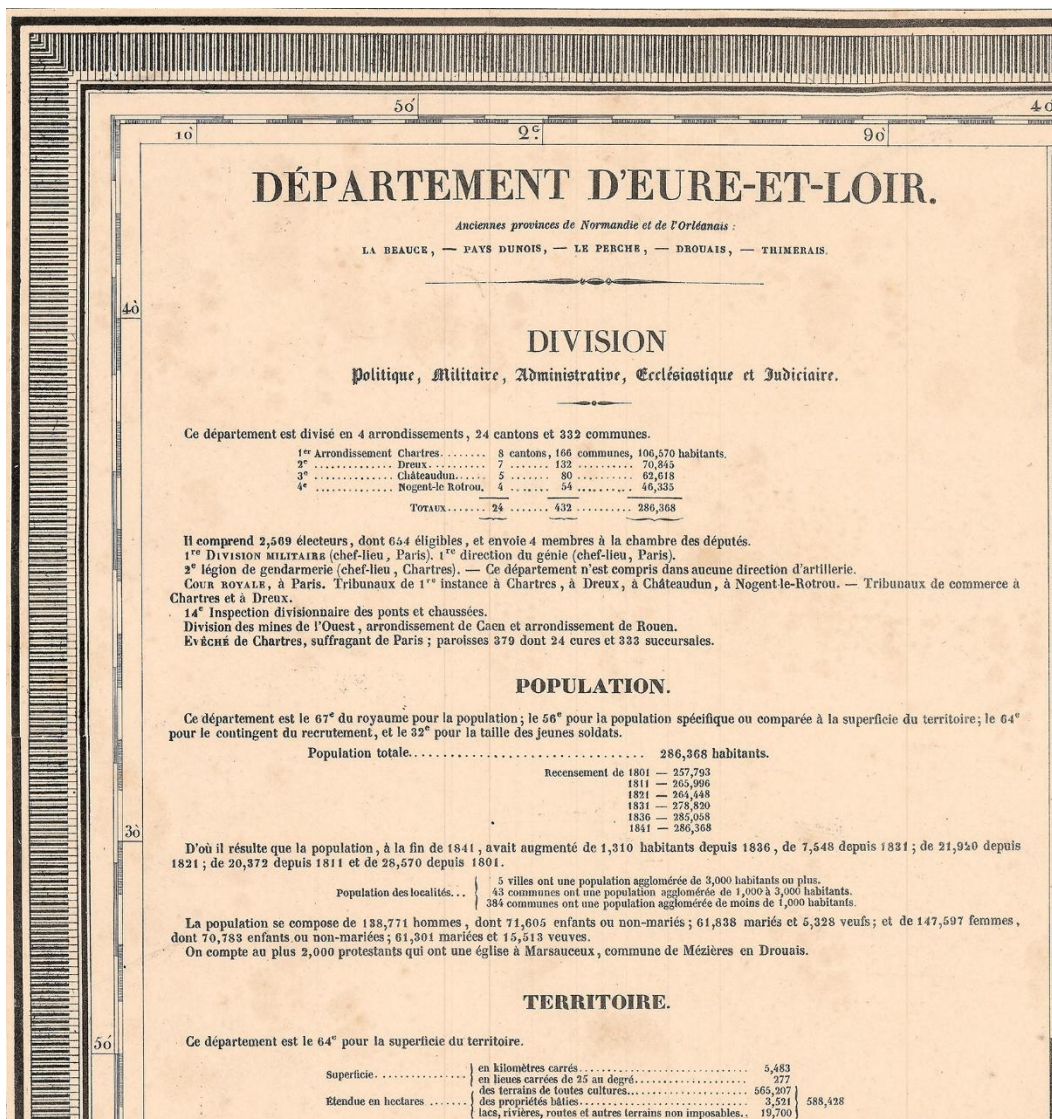 50 40
10 2G. 90
DÉPARTEMENT D'EURE-ET-LOIR.
Anciennes provinces de Normandie et de l'Orléanais :
LA BEAUCE, — PAYS DUNOIS, — LE PERCHE, — DROUAIS, — THIMERAIS.
40
DIVISION
Politique, Militaire, Administrative, Ecclésiastique et Judiciaire.
Ce département est divisé en 4 arrondissements, 24 cantons et 332 communes.
1er Arrondissement Chartres........ 8 cantons, 166 communes, 106,570 habitants.
2e ............. Dreux......... 7 ....... 132 .......... 70,845
3e ............. Châteaudun..... 5 ...... 80 .......... 62,618
4e ............. Nogent-le Rotrou. 4 ....... 54 .......... 46,335
TOTAUX....... 24 ....... 432 .......... 286,368
Il comprend 2,569 électeurs, dont 654 éligibles, et envoie 4 membres à la chambre des députés.
1re DIVISION MILITAIRE (chef-lieu, Paris). 1re direction du génie (chef-lieu, Paris).
2e légion de gendarmerie (chef-lieu, Chartres). — Ce département n'est compris dans aucune direction d'artillerie.
COUR ROYALE, à Paris. Tribunaux de 1re instance à Chartres, à Dreux, à Châteaudun, à Nogent-le-Rotrou. — Tribunaux de commerce à
Chartres et à Dreux.
14e Inspection divisionnaire des ponts et chaussées.
Division des mines de l'Ouest, arrondissement de Caen et arrondissement de Rouen.
EVÊCHÉ de Chartres, suffragant de Paris ; paroisses 379 dont 24 cures et 333 succursales.
POPULATION.
Ce département est le 67e du royaume pour la population ; le 56e pour la population spécifique ou comparée à la superficie du territoire ; le 64e
pour le contingent du recrutement, et le 32e pour la taille des jeunes soldats.
Population totale.................................. 286,368 habitants.
Recensement de 1801 — 257,793
1811 — 265,996
1821 — 264,448
1831 — 278,820
1836 — 285,058
1841 — 286,368
30
D'où il résulte que la population, à la fin de 1841, avait augmenté de 1,310 habitants depuis 1836, de 7,548 depuis 1831 ; de 21,920 depuis
1821 ; de 20,372 depuis 1811 et de 28,570 depuis 1801.
Population des localités... 5 villes ont une population agglomérée de 3,000 habitants ou plus.
43 communes ont une population agglomérée de 1,000 à 3,000 habitants.
384 communes ont une population agglomérée de moins de 1,000 habitants.
La population se compose de 138,771 hommes, dont 71,605 enfants ou non-mariés ; 61,838 mariés et 5,328 veufs ; et de 147,597 femmes,
dont 70,783 enfants ou non-mariées ; 61,301 mariées et 15,513 veuves.
On compte au plus 2,000 protestants qui ont une église à Marsauceux, commune de Mézières en Drouais.
TERRITOIRE.
50
Ce département est le 64e pour la superficie du territoire.
Superficie............... en kilomètres carrés....................... 5,483
en lieues carrées de 25 au degré............... 277
Étendue en hectares ....... des terrains de toutes cultures............... 565,207
des propriétés bâties....................... 3,521 588,428
lacs, rivières, routes et autres terrains non imposables.. 19,700